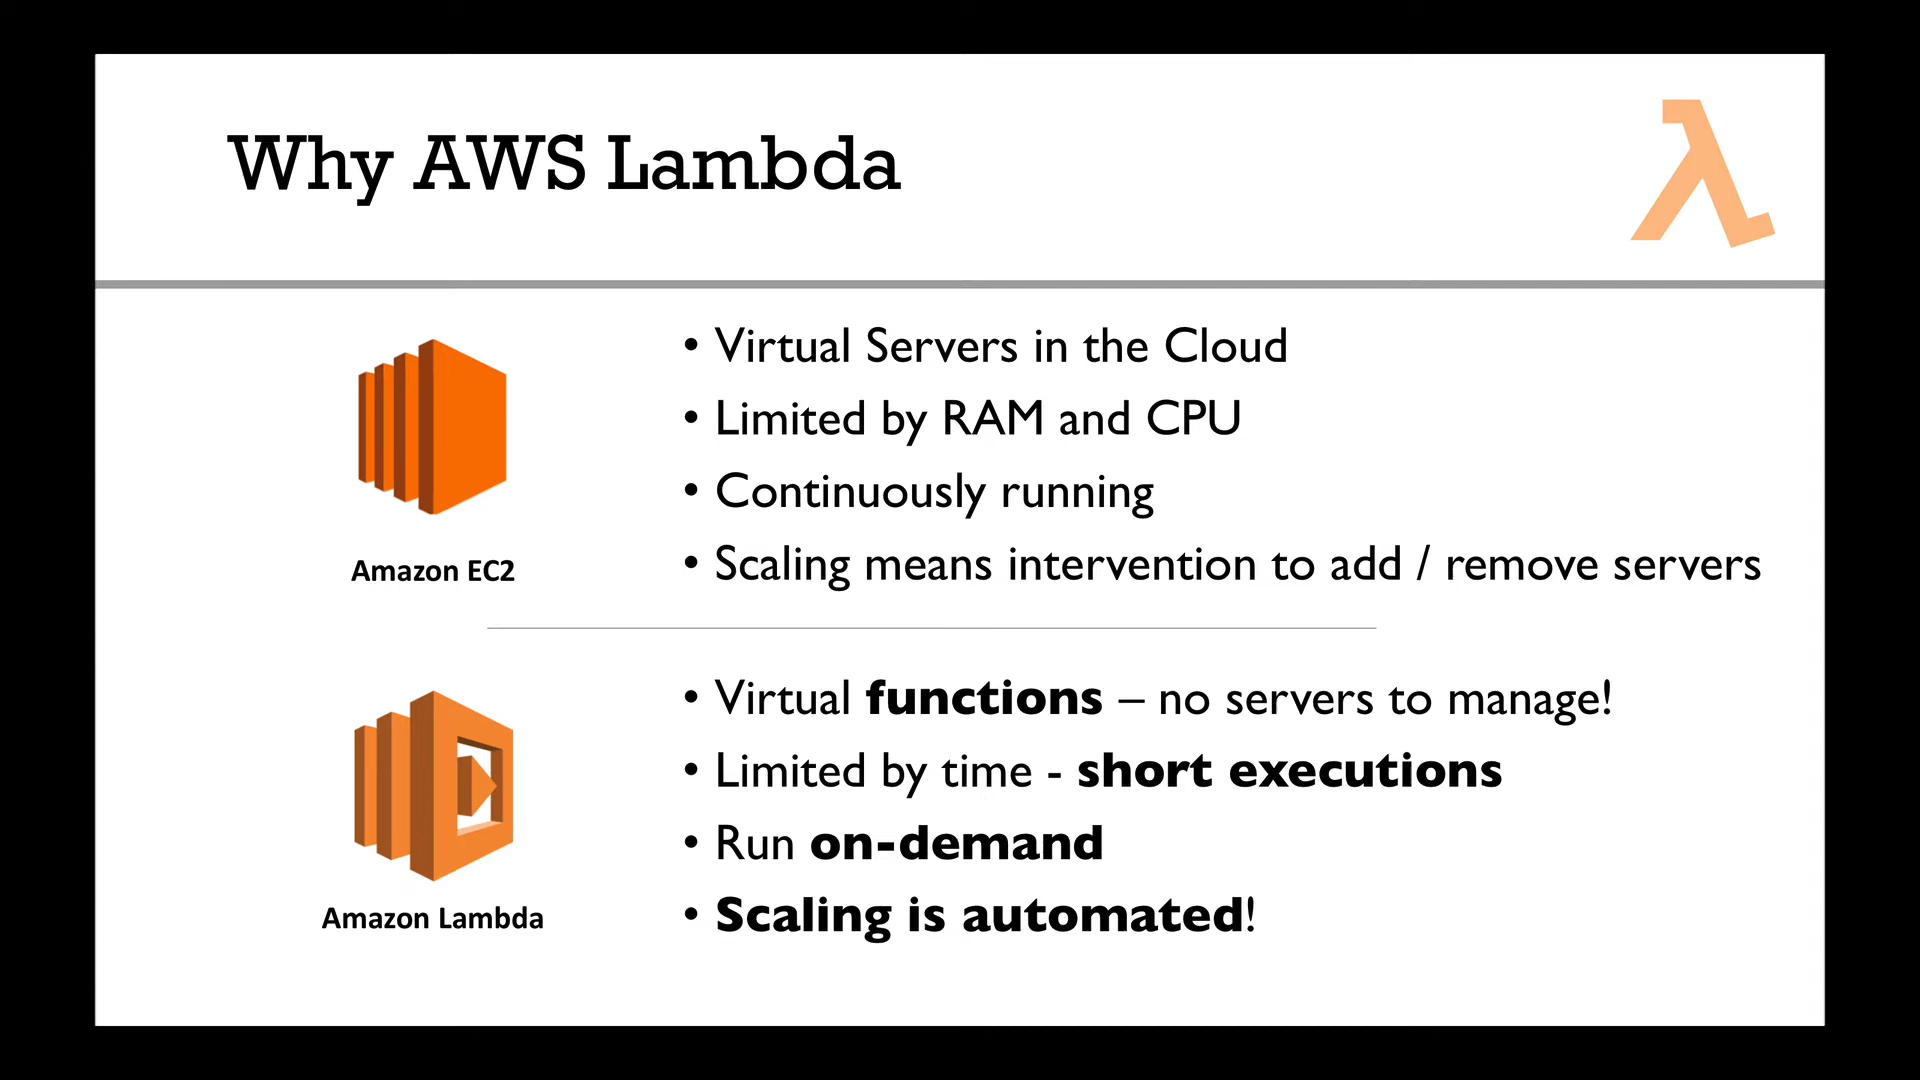 Why AWS Lambda
• Virtual Servers in the Cloud
• Limited by RAM and CPU
• Continuously running
• Scaling means intervention to add / remove servers
Amazon EC2
• Virtual functions – no servers to manage!
• Limited by time - short executions
• Run on-demand
• Scaling is automated!
Amazon Lambda